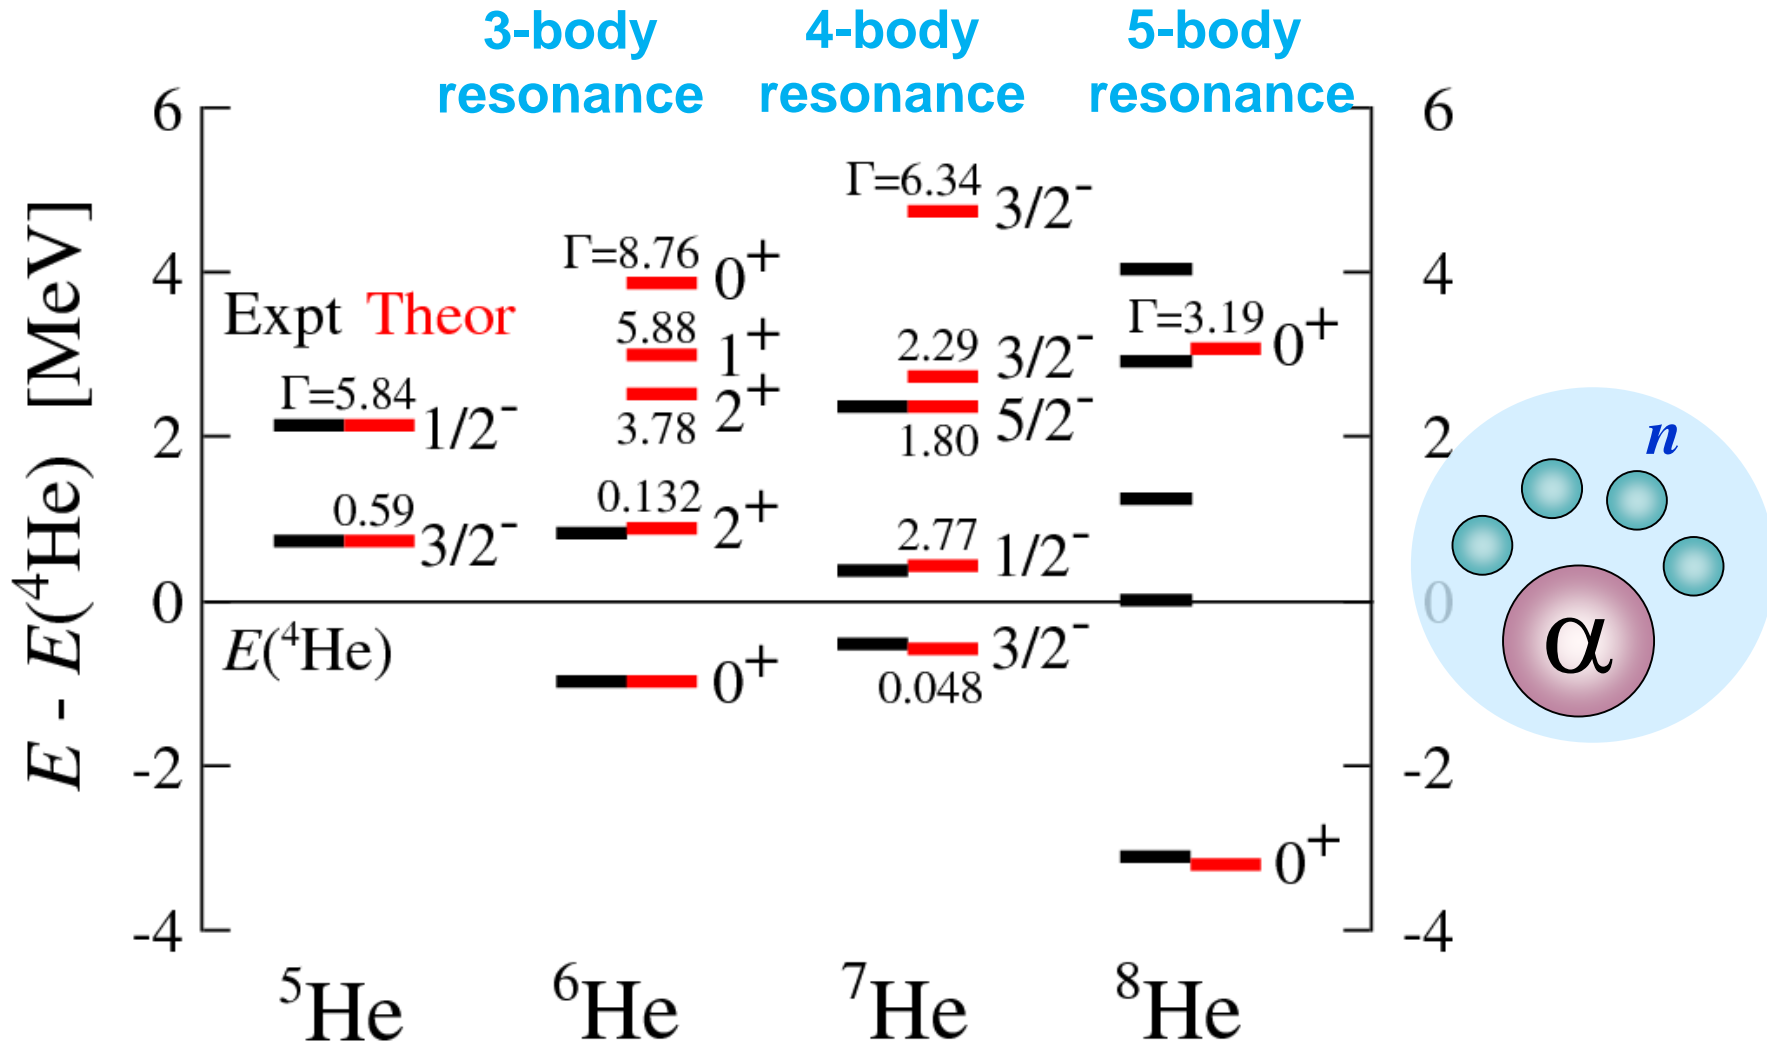 3-body
resonance
4-body
resonance
5-body
resonance
E - E(⁴He) [MeV]
6
4
2
0
-2
-4
6
4
2
0
-2
-4
Expt Theor
E(⁴He)
Γ=5.84
1/2⁻
0.59
3/2⁻
Γ=8.76
0⁺
5.88
1⁺
2⁺
3.78
0.132
2⁺
0⁺
Γ=6.34
3/2⁻
2.29
3/2⁻
5/2⁻
1.80
2.77
1/2⁻
3/2⁻
0.048
Γ=3.19
0⁺
0⁺
n
α
⁵He
⁶He
⁷He
⁸He